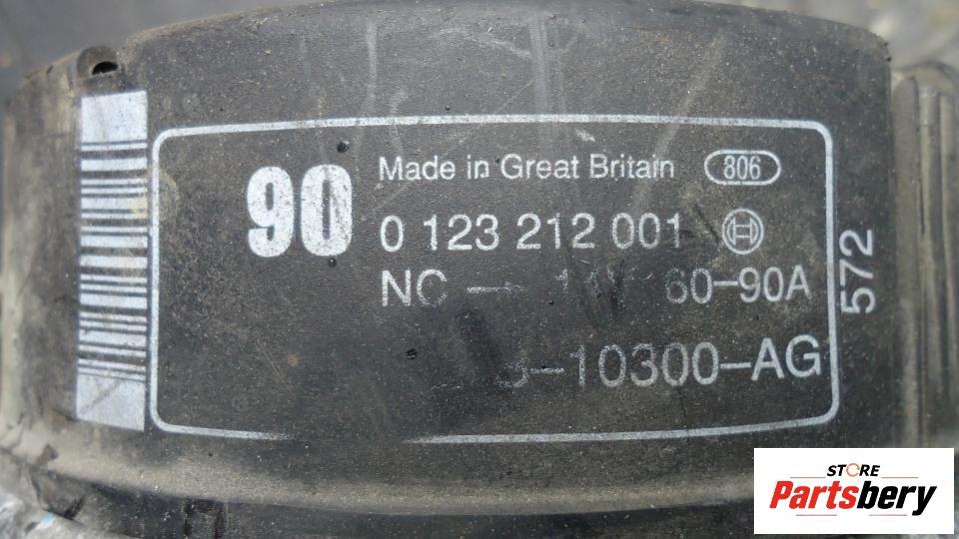 90
Made in Great Britain 806
0 123 212 001
NC 60-90A
-10300-AG
572
STORE
Partsbery